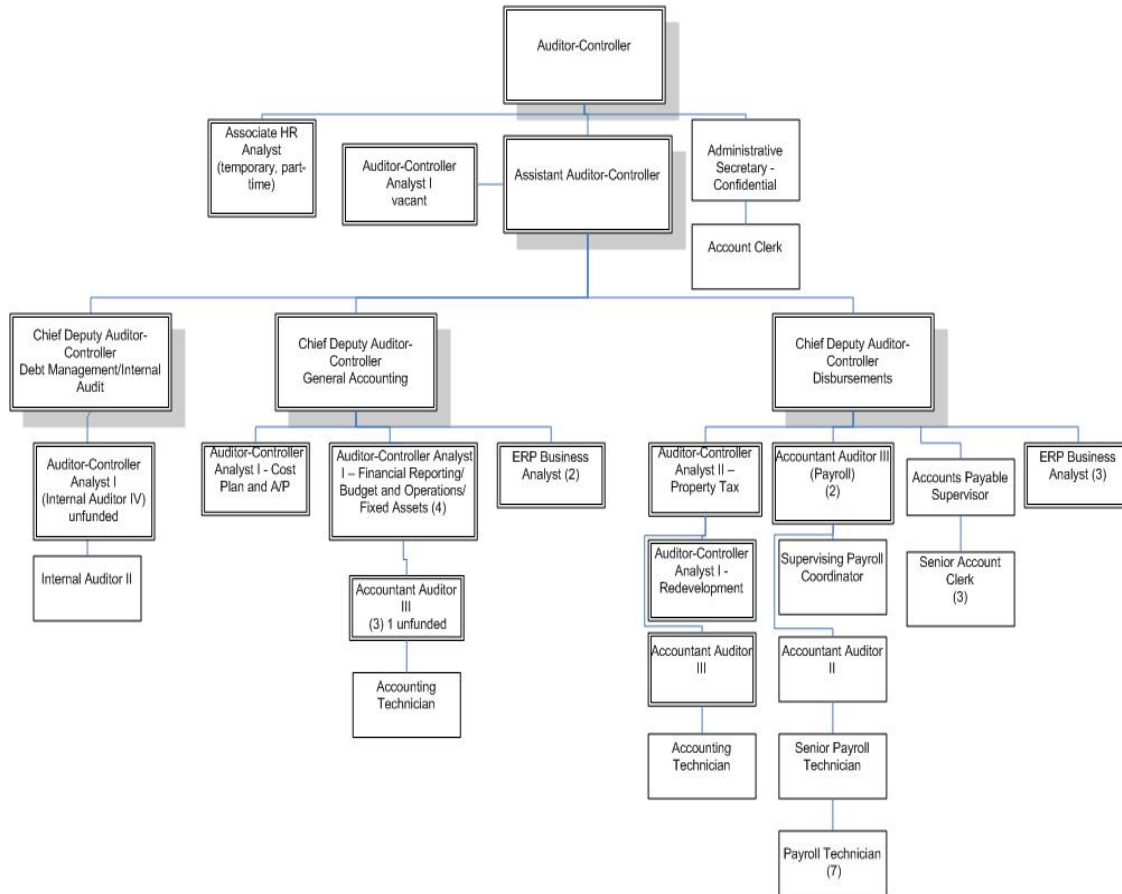 Auditor-Controller
Associate HR
Analyst
(temporary, part-
time)
Auditor-Controller
Analyst I
vacant
Assistant Auditor-Controller
Administrative
Secretary -
Confidential
Account Clerk
Chief Deputy Auditor-
Controller
Debt Management/Internal
Audit
Chief Deputy Auditor-
Controller
General Accounting
Chief Deputy Auditor-
Controller
Disbursements
Auditor-Controller
Analyst I
(Internal Auditor IV)
unfunded
Internal Auditor II
Auditor-Controller
Analyst I - Cost
Plan and A/P
Auditor-Controller Analyst
I – Financial Reporting/
Budget and Operations/
Fixed Assets (4)
ERP Business
Analyst (2)
Accountant Auditor
III
(3) 1 unfunded
Accounting
Technician
Auditor-Controller
Analyst II –
Property Tax
Auditor-Controller
Analyst I -
Redevelopment
Accountant Auditor
III
Accounting
Technician
Accountant Auditor III
(Payroll)
(2)
Supervising Payroll
Coordinator
Accountant Auditor
II
Senior Payroll
Technician
Payroll Technician
(7)
Accounts Payable
Supervisor
Senior Account
Clerk
(3)
ERP Business
Analyst (3)